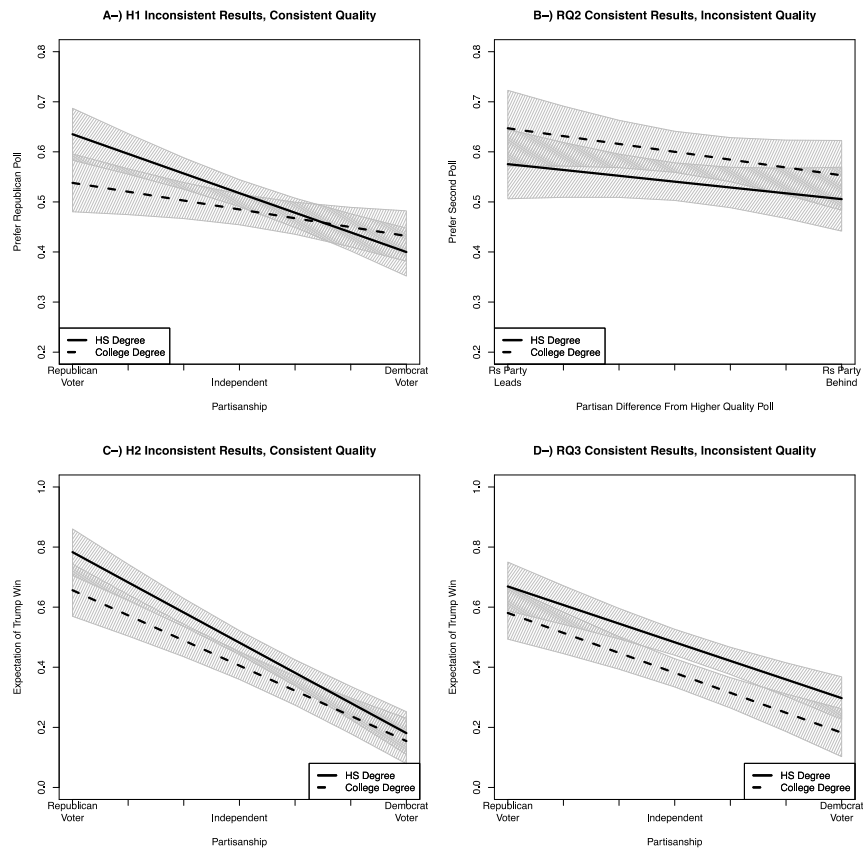 A–) H1 Inconsistent Results, Consistent Quality
Prefer Republican Poll
0.8
0.7
0.6
0.5
0.4
0.3
0.2
HS Degree
College Degree
Republican
Voter
Independent
Democrat
Voter
Partisanship
B–) RQ2 Consistent Results, Inconsistent Quality
Prefer Second Poll
0.8
0.7
0.6
0.5
0.4
0.3
0.2
HS Degree
College Degree
Rs Party
Leads
Rs Party
Behind
Partisan Difference From Higher Quality Poll
C–) H2 Inconsistent Results, Consistent Quality
Expectation of Trump Win
1.0
0.8
0.6
0.4
0.2
0.0
HS Degree
College Degree
Republican
Voter
Independent
Democrat
Voter
Partisanship
D–) RQ3 Consistent Results, Inconsistent Quality
Expectation of Trump Win
1.0
0.8
0.6
0.4
0.2
0.0
HS Degree
College Degree
Republican
Voter
Independent
Democrat
Voter
Partisanship